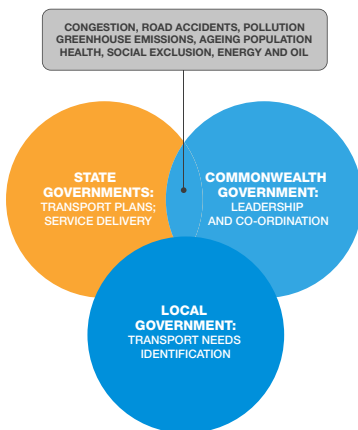 CONGESTION, ROAD ACCIDENTS, POLLUTION
GREENHOUSE EMISSIONS, AGEING POPULATION
HEALTH, SOCIAL EXCLUSION, ENERGY AND OIL
STATE
GOVERNMENTS:
TRANSPORT PLANS;
SERVICE DELIVERY
COMMONWEALTH
GOVERNMENT:
LEADERSHIP
AND CO-ORDINATION
LOCAL
GOVERNMENT:
TRANSPORT NEEDS
IDENTIFICATION